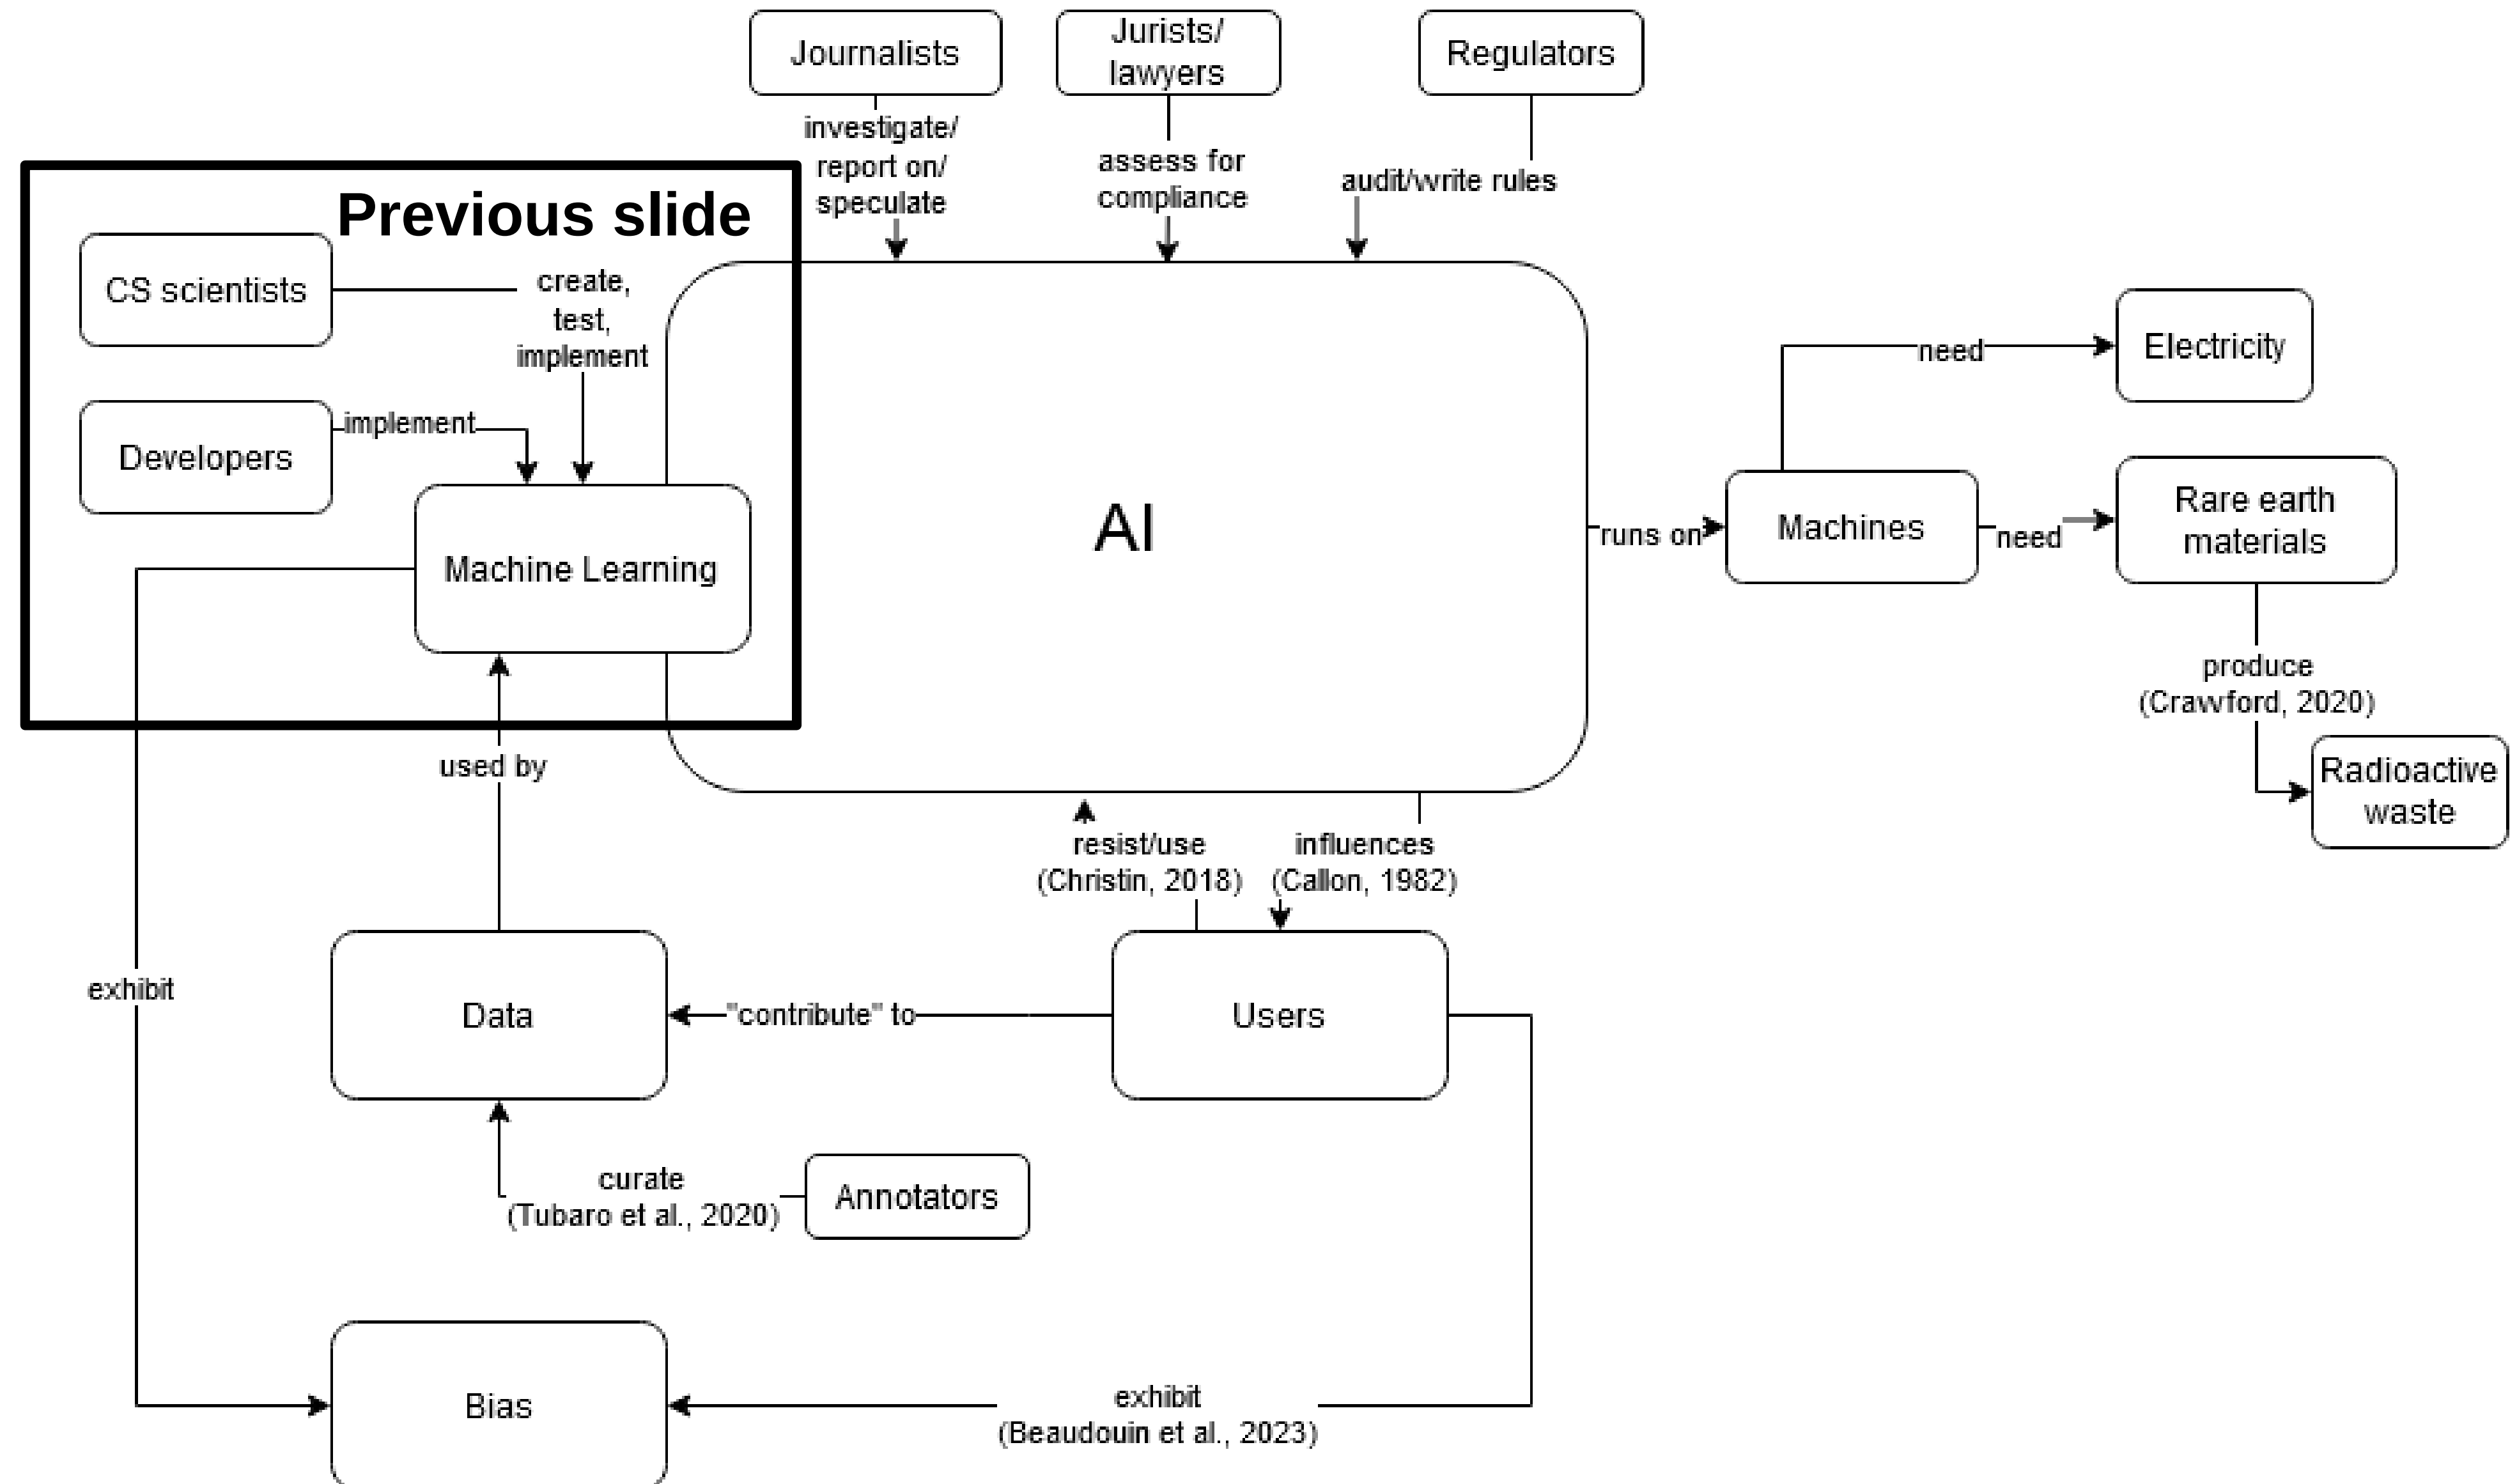 Journalists
Jurists/
lawyers
Regulators
investigate/
report on/
speculate
assess for
compliance
audit/write rules
Previous slide
CS scientists
create,
test,
implement
Developers
implement
Machine Learning
AI
runs on
Machines
need
Electricity
need
Rare earth
materials
produce
(Crawford, 2020)
Radioactive
waste
used by
resist/use
(Christin, 2018)
influences
(Callon, 1982)
exhibit
Data
"contribute" to
Users
curate
(Tubaro et al., 2020)
Annotators
Bias
exhibit
(Beaudouin et al., 2023)